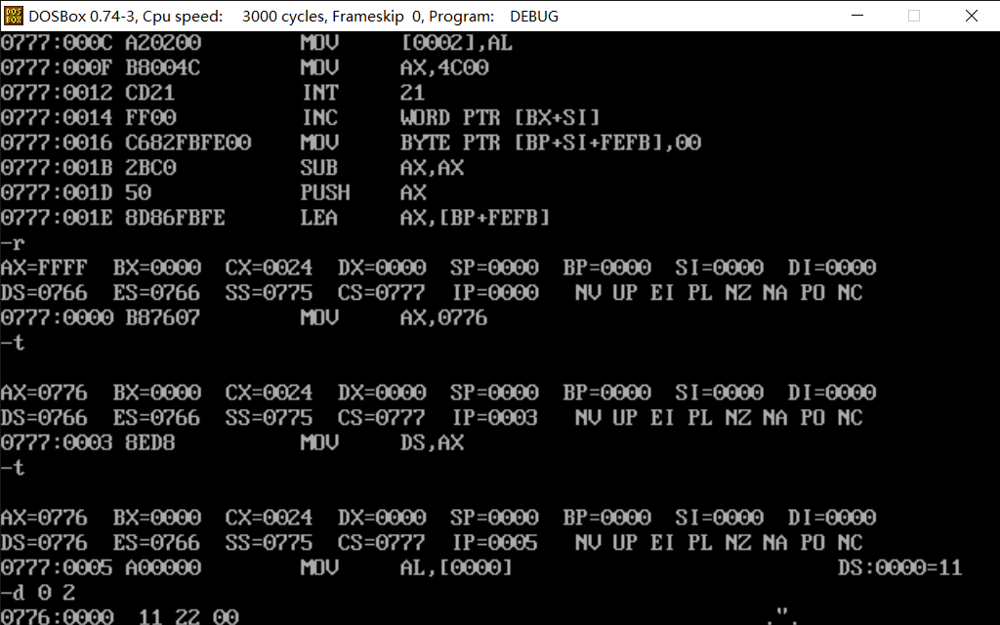 DOSBox 0.74-3, Cpu speed: 3000 cycles, Frameskip 0, Program: DEBUG
0777:000C A20200 MOV [0002],AL
0777:000F B8004C MOV AX,4C00
0777:0012 CD21 INT 21
0777:0014 FF00 INC WORD PTR [BX+SI]
0777:0016 C682FBFE00 MOV BYTE PTR [BP+SI+FEFB],00
0777:001B 2BC0 SUB AX,AX
0777:001D 50 PUSH AX
0777:001E 8D86FBFE LEA AX,[BP+FEFB]
-r
AX=FFFF BX=0000 CX=0024 DX=0000 SP=0000 BP=0000 SI=0000 DI=0000
DS=0766 ES=0766 SS=0775 CS=0777 IP=0000 NV UP EI PL NZ NA PO NC
0777:0000 B87607 MOV AX,0776
-t
AX=0776 BX=0000 CX=0024 DX=0000 SP=0000 BP=0000 SI=0000 DI=0000
DS=0766 ES=0766 SS=0775 CS=0777 IP=0003 NV UP EI PL NZ NA PO NC
0777:0003 8ED8 MOV DS,AX
-t
AX=0776 BX=0000 CX=0024 DX=0000 SP=0000 BP=0000 SI=0000 DI=0000
DS=0776 ES=0766 SS=0775 CS=0777 IP=0005 NV UP EI PL NZ NA PO NC
0777:0005 A00000 MOV AL,[0000] DS:0000=11
-d 0 2
0776:0000 11 22 00 .".